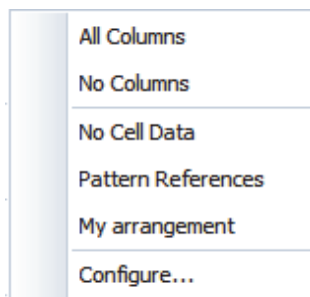 All Columns
No Columns
No Cell Data
Pattern References
My arrangement
Configure...